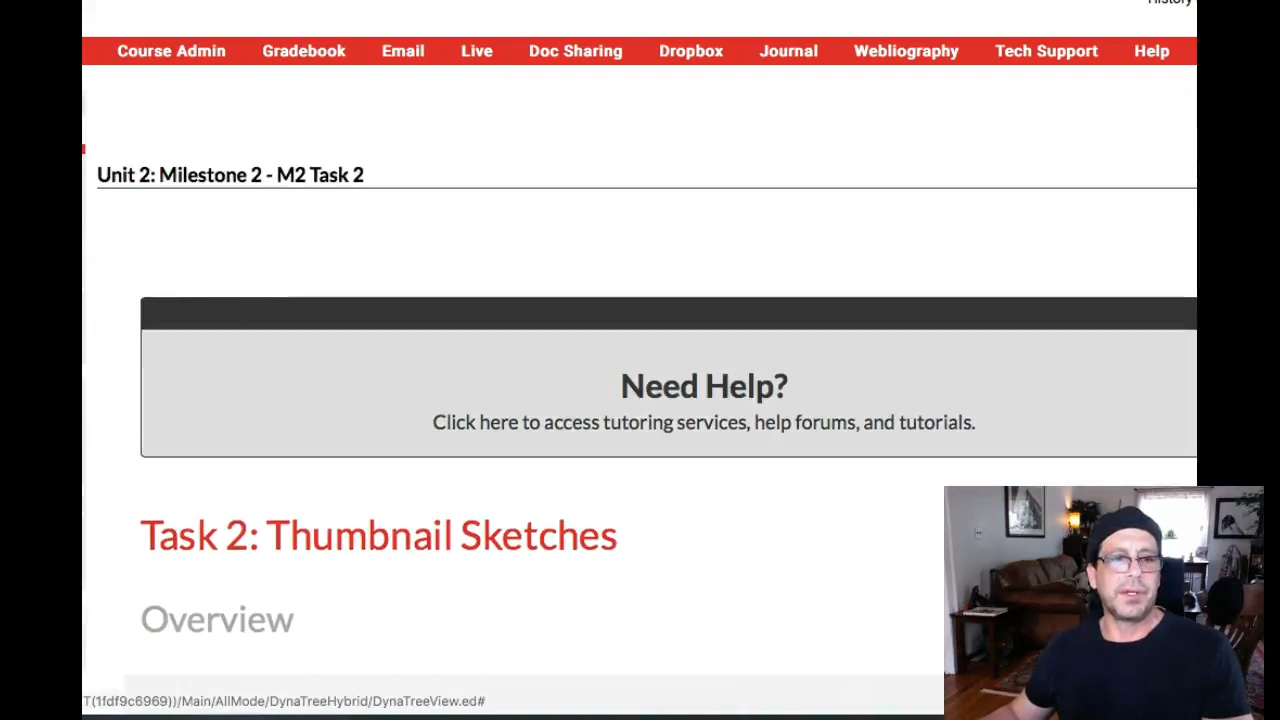 History
Course Admin Gradebook Email Live Doc Sharing Dropbox Journal Webliography Tech Support Help
Unit 2: Milestone 2 - M2 Task 2
Need Help?
Click here to access tutoring services, help forums, and tutorials.
Task 2: Thumbnail Sketches
Overview
T(1fdf9c6969))/Main/AllMode/DynaTreeHybrid/DynaTreeView.ed#